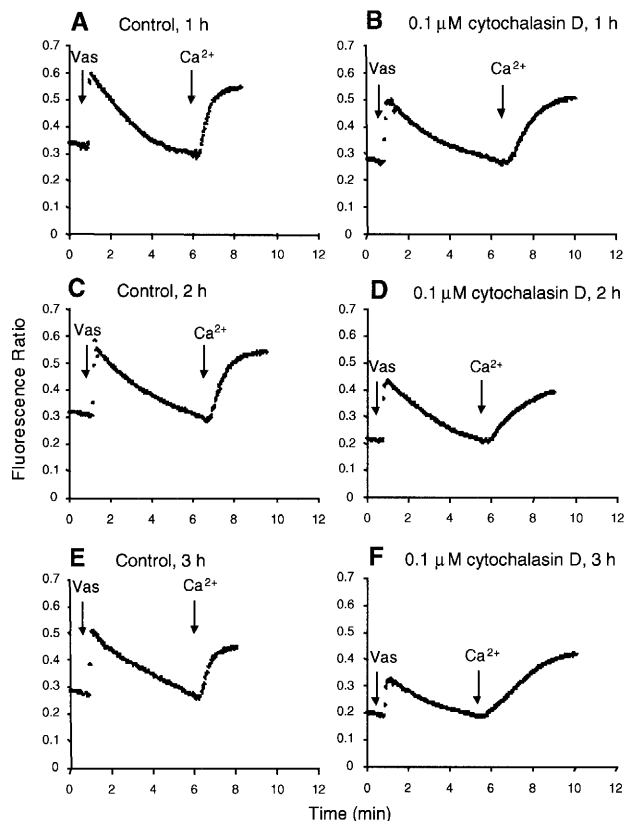 A Control, 1 h
0.7
0.6
0.5
0.4
0.3
0.2
0.1
0
Vas
Ca2+
0 2 4 6 8 10 12
B 0.1 µM cytochalasin D, 1 h
0.7
0.6
0.5
0.4
0.3
0.2
0.1
0
Vas
Ca2+
0 2 4 6 8 10 12
C Control, 2 h
0.7
0.6
0.5
0.4
0.3
0.2
0.1
0
Vas
Ca2+
0 2 4 6 8 10 12
D 0.1 µM cytochalasin D, 2 h
0.7
0.6
0.5
0.4
0.3
0.2
0.1
0
Vas
Ca2+
0 2 4 6 8 10 12
E Control, 3 h
0.7
0.6
0.5
0.4
0.3
0.2
0.1
0
Vas
Ca2+
0 2 4 6 8 10 12
F 0.1 µM cytochalasin D, 3 h
0.7
0.6
0.5
0.4
0.3
0.2
0.1
0
Vas
Ca2+
0 2 4 6 8 10 12
Fluorescence Ratio
Time (min)